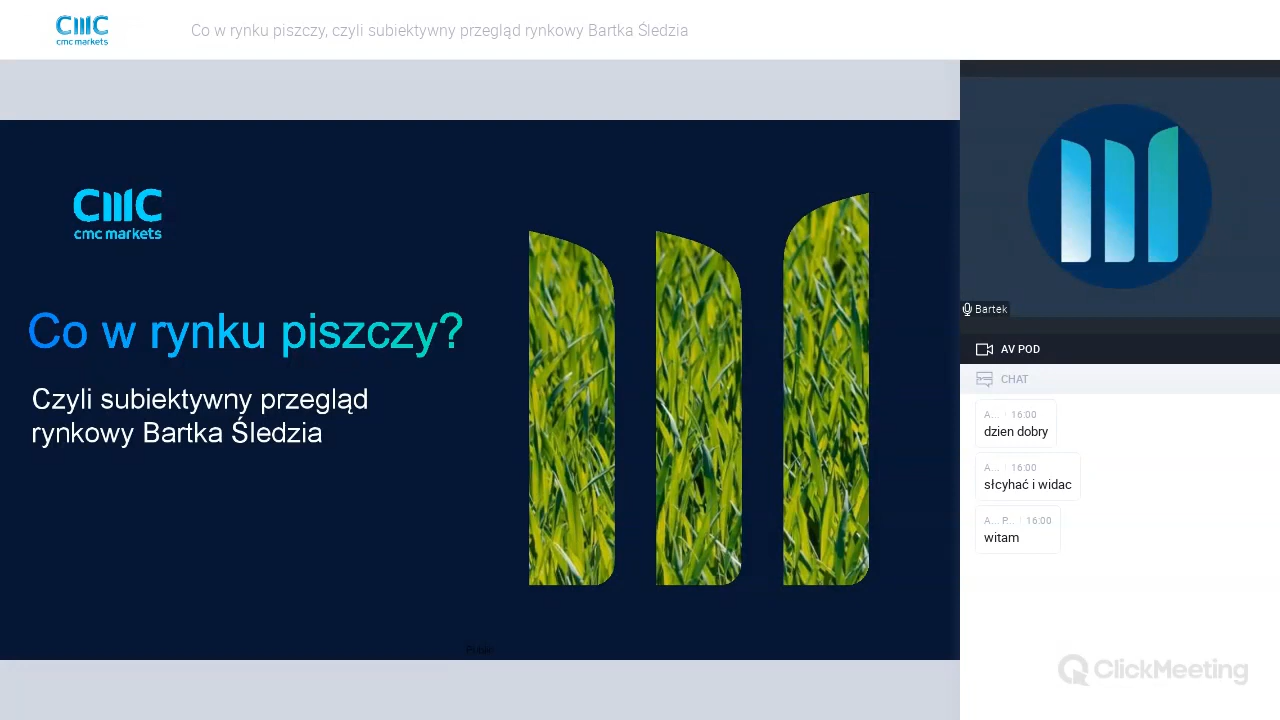 CMC
cmc markets
Co w rynku piszczy, czyli subiektywny przegląd rynkowy Bartka Śledzia
CMC
cmc markets
Co w rynku piszczy?
Czyli subiektywny przegląd
rynkowy Bartka Śledzia
Bartek
AV POD
CHAT
A... 16:00
dzien dobry
A... 16:00
słcyhać i widac
A... P... 16:00
witam
ClickMeeting